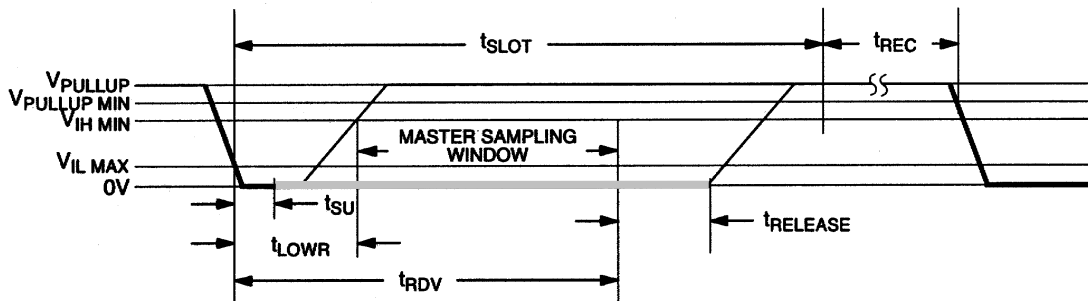 tSLOT
tREC
VPULLUP
VPULLUP MIN
VIH MIN
MASTER SAMPLING
WINDOW
VIL MAX
0V
tSU
tRELEASE
tLOWR
tRDV